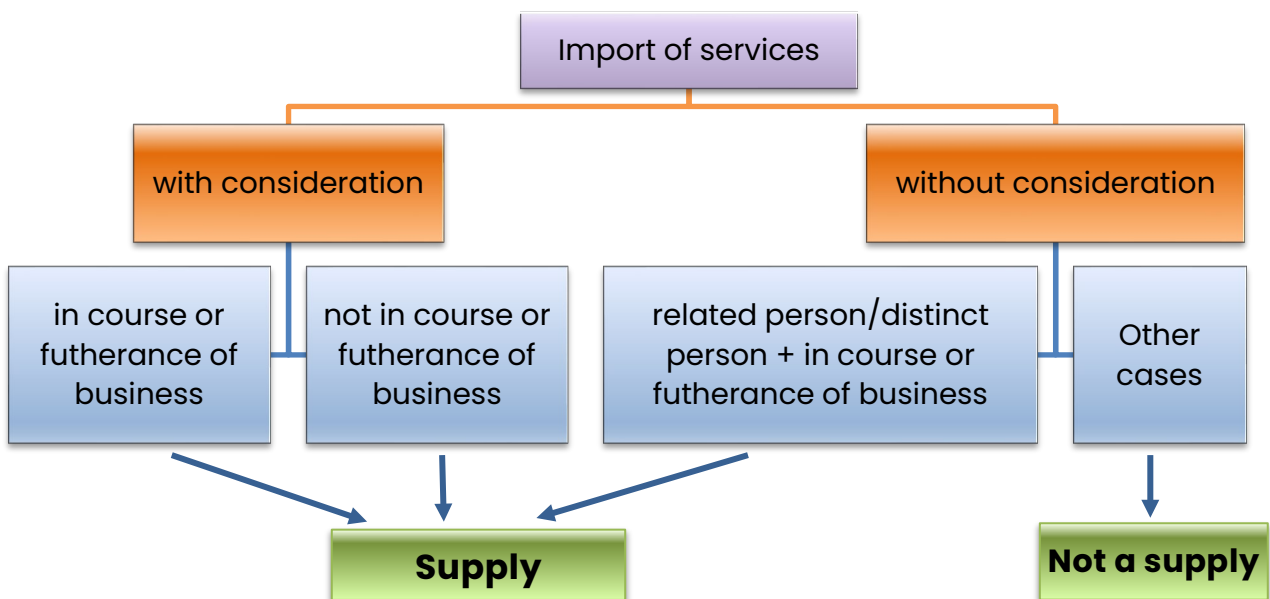 Import of services
with consideration
without consideration
in course or
futherance of
business
not in course or
futherance of
business
related person/distinct
person + in course or
futherance of business
Other
cases
Supply
Not a supply